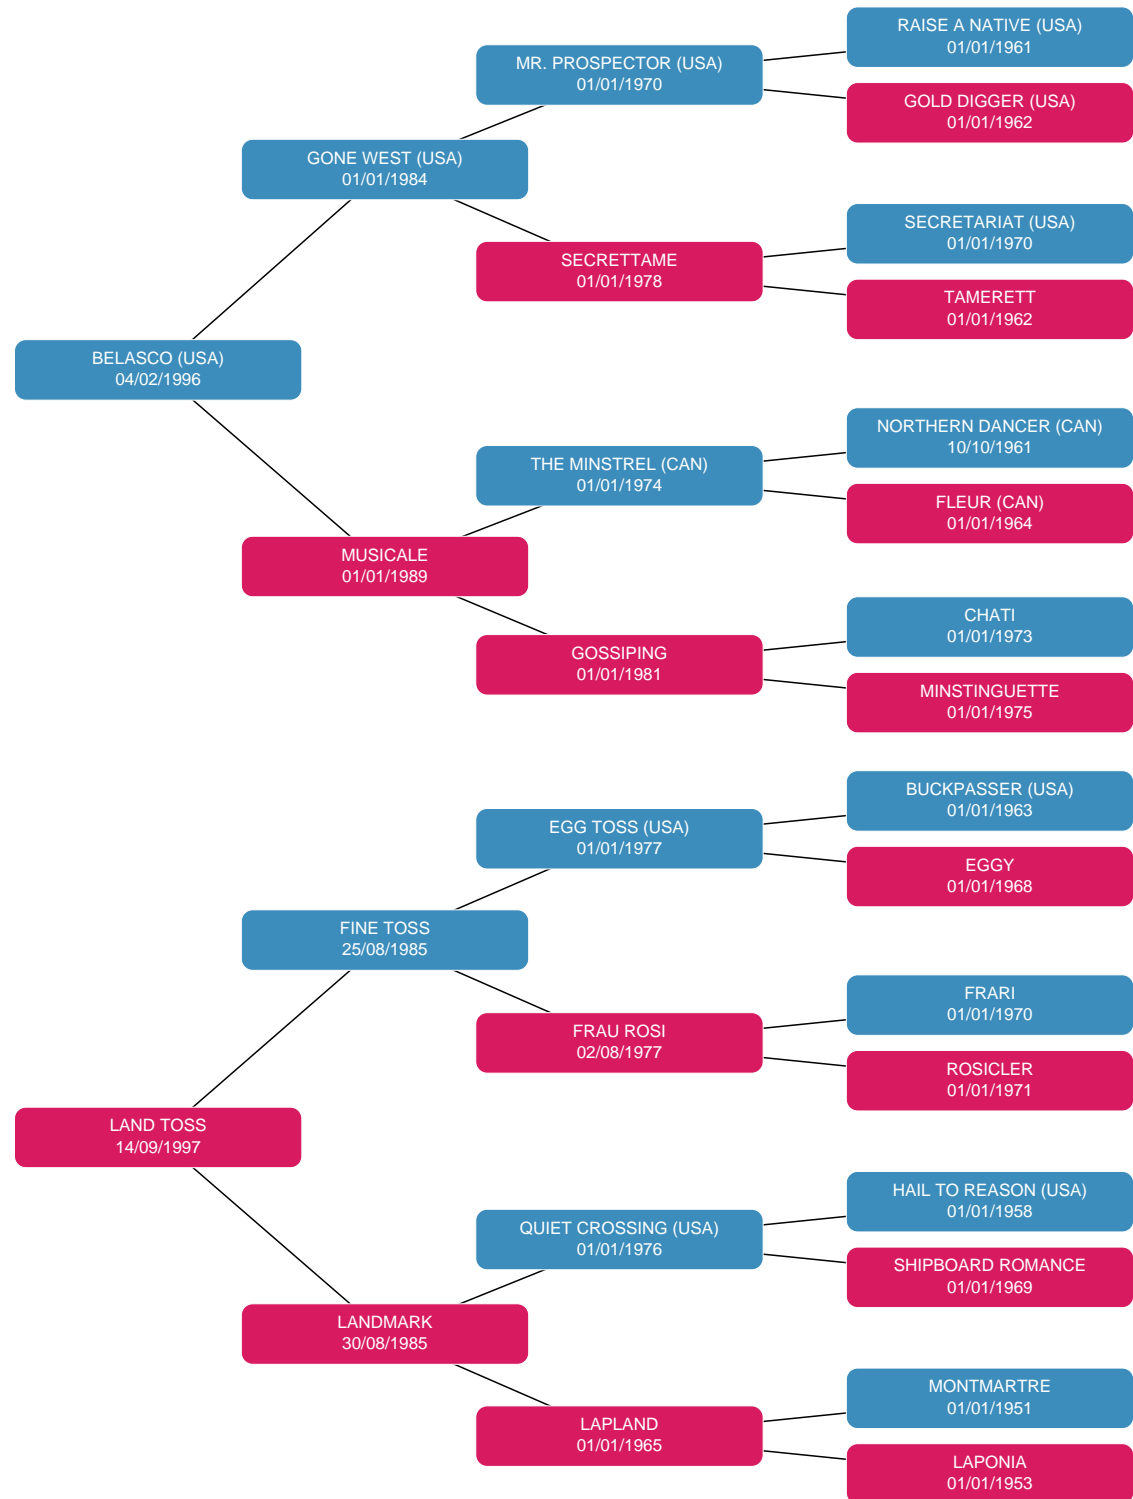 RAISE A NATIVE (USA)
01/01/1961
MR. PROSPECTOR (USA)
01/01/1970
GOLD DIGGER (USA)
01/01/1962
GONE WEST (USA)
01/01/1984
SECRETARIAT (USA)
01/01/1970
SECRETTAME
01/01/1978
TAMERETT
01/01/1962
BELASCO (USA)
04/02/1996
NORTHERN DANCER (CAN)
10/10/1961
THE MINSTREL (CAN)
01/01/1974
FLEUR (CAN)
01/01/1964
MUSICALE
01/01/1989
CHATI
01/01/1973
GOSSIPING
01/01/1981
MINSTINGUETTE
01/01/1975
BUCKPASSER (USA)
01/01/1963
EGG TOSS (USA)
01/01/1977
EGGY
01/01/1968
FINE TOSS
25/08/1985
FRARI
01/01/1970
FRAU ROSI
02/08/1977
ROSICLER
01/01/1971
LAND TOSS
14/09/1997
HAIL TO REASON (USA)
01/01/1958
QUIET CROSSING (USA)
01/01/1976
SHIPBOARD ROMANCE
01/01/1969
LANDMARK
30/08/1985
MONTMARTRE
01/01/1951
LAPLAND
01/01/1965
LAPONIA
01/01/1953